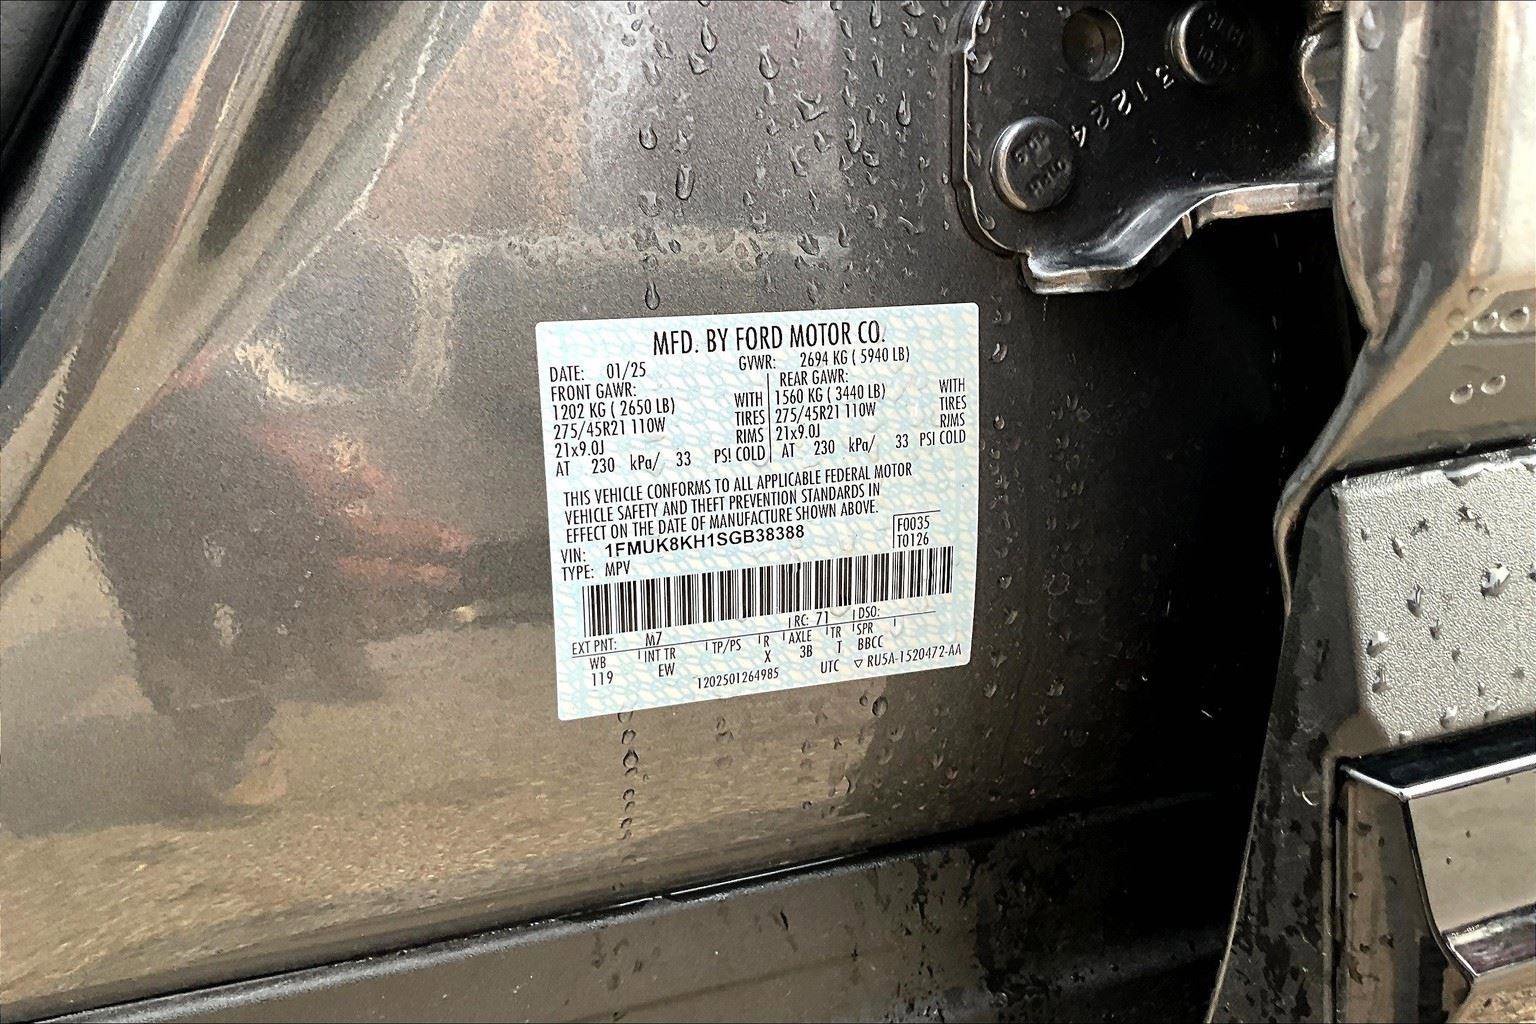 31224
MFD. BY FORD MOTOR CO.
DATE: 01/25 GVWR: 2694 KG ( 5940 LB)
FRONT GAWR: REAR GAWR:
1202 KG ( 2650 LB) WITH 1560 KG ( 3440 LB) WITH
275/45R21 110W TIRES 275/45R21 110W TIRES
21x9.0J RIMS 21x9.0J RIMS
AT 230 kPa/ 33 PSI COLD AT 230 kPa/ 33 PSI COLD
THIS VEHICLE CONFORMS TO ALL APPLICABLE FEDERAL MOTOR
VEHICLE SAFETY AND THEFT PREVENTION STANDARDS IN
EFFECT ON THE DATE OF MANUFACTURE SHOWN ABOVE.
VIN: 1FMUK8KH1SGB38388 F0035
TYPE: MPV T0126
EXT PNT: M7 RC: 71 DSO:
WB INT TR TP/PS R AXLE TR SPR
119 EW X 3B T BBCC
1202501264985 UTC ▽ RU5A-1520472-AA